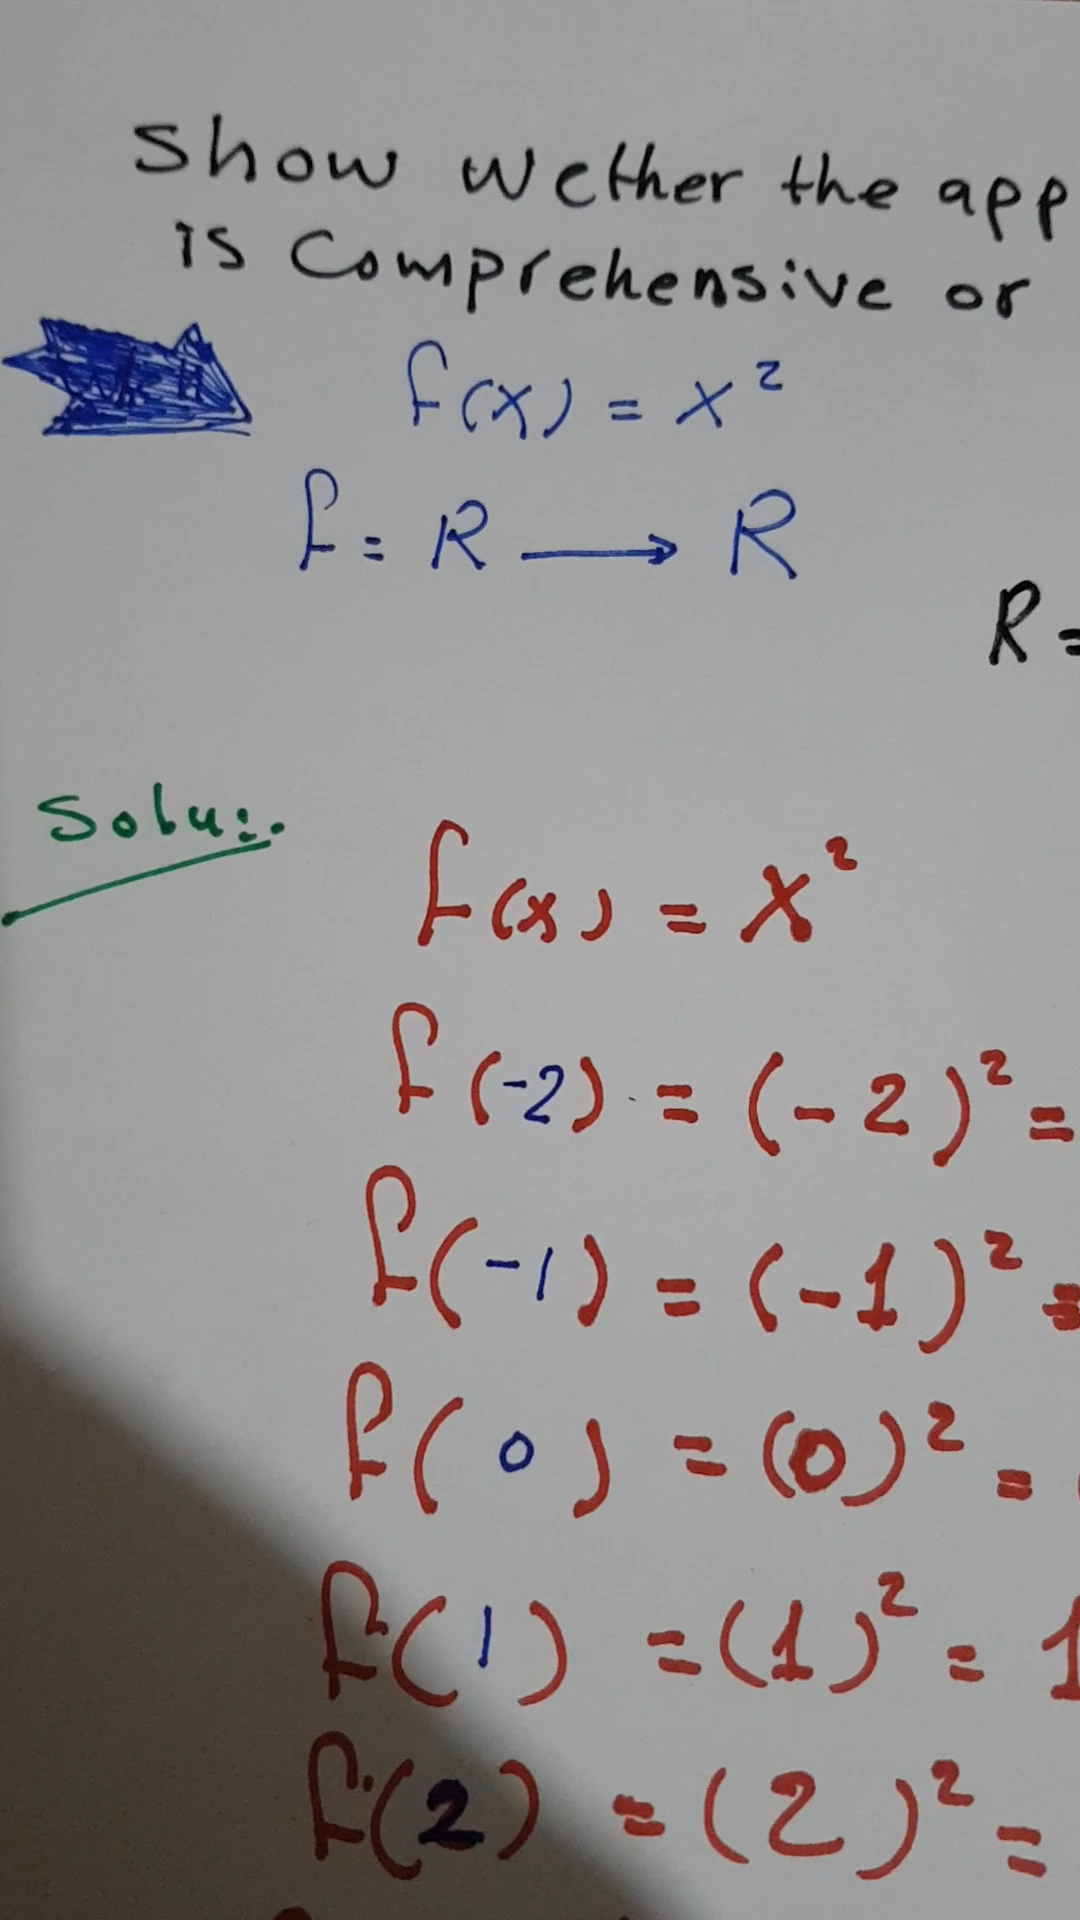 Show wether the app
is Comprehensive or
f(x) = x²
f = R → R
R =
Solu:.
f(x) = x²
f(-2) = (-2)² =
f(-1) = (-1)² =
f(0) = (0)² =
f(1) = (1)² = 1
f(2) = (2)² =